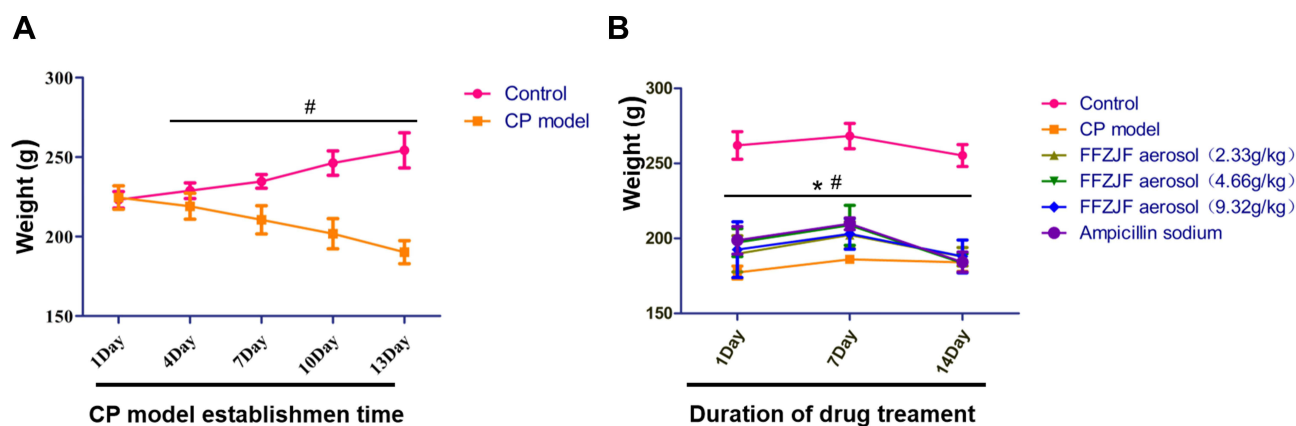 A
Weight (g)
300
250
200
150
#
Control
CP model
1Day
4Day
7Day
10Day
13Day
CP model establishmen time
B
Weight (g)
300
250
200
150
* #
Control
CP model
FFZJF aerosol（2.33g/kg）
FFZJF aerosol（4.66g/kg）
FFZJF aerosol（9.32g/kg）
Ampicillin sodium
1Day
7Day
14Day
Duration of drug treament